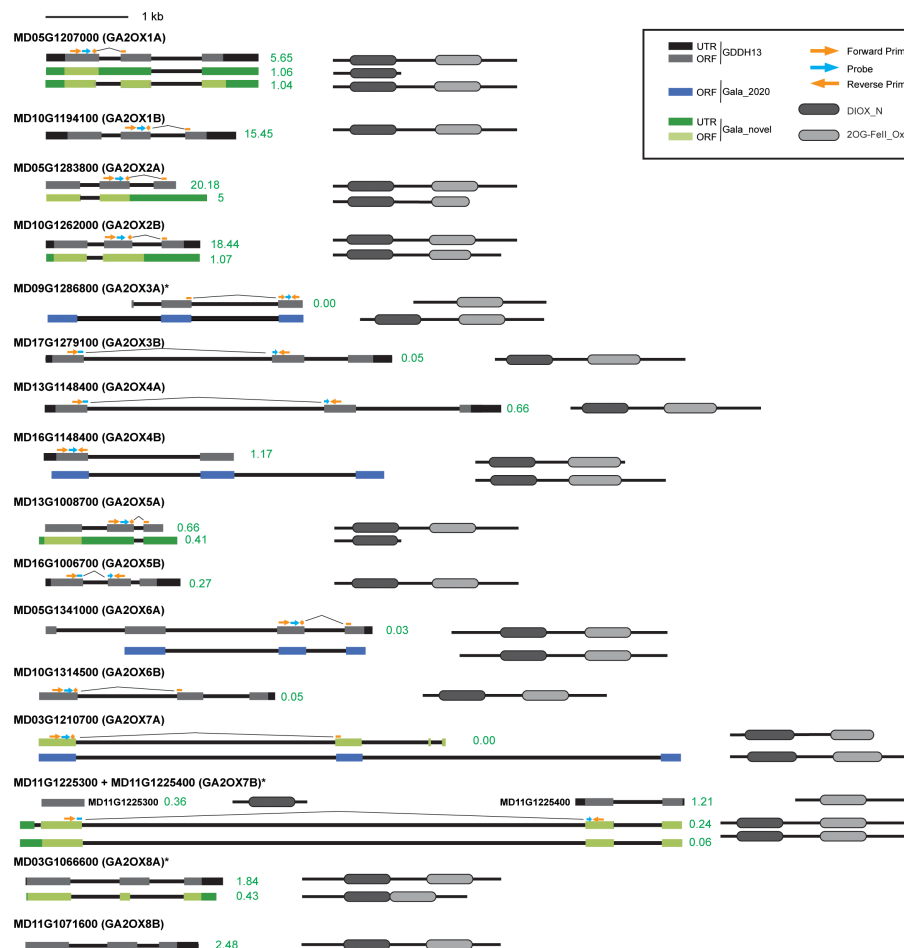 1 kb
MD05G1207000 (GA2OX1A)
5.65
1.06
1.04
UTR
ORF
GDDH13
ORF
Gala_2020
UTR
ORF
Gala_novel
Forward Prim
Probe
Reverse Prim
DIOX_N
2OG-FeII_Ox
MD10G1194100 (GA2OX1B)
15.45
MD05G1283800 (GA2OX2A)
20.18
5
MD10G1262000 (GA2OX2B)
18.44
1.07
MD09G1286800 (GA2OX3A)*
0.00
MD17G1279100 (GA2OX3B)
0.05
MD13G1148400 (GA2OX4A)
0.66
MD16G1148400 (GA2OX4B)
1.17
MD13G1008700 (GA2OX5A)
0.66
0.41
MD16G1006700 (GA2OX5B)
0.27
MD05G1341000 (GA2OX6A)
0.03
MD10G1314500 (GA2OX6B)
0.05
MD03G1210700 (GA2OX7A)
0.00
MD11G1225300 + MD11G1225400 (GA2OX7B)*
MD11G1225300 0.36
MD11G1225400 1.21
0.24
0.06
MD03G1066600 (GA2OX8A)*
1.84
0.43
MD11G1071600 (GA2OX8B)
2.48